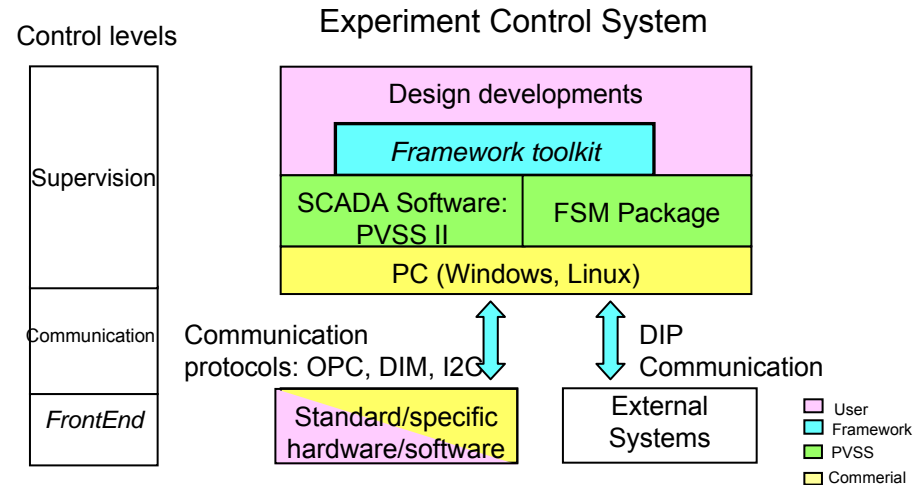 Experiment Control System
Control levels
Supervision
Communication
FrontEnd
Design developments
Framework toolkit
SCADA Software:
PVSS II
FSM Package
PC (Windows, Linux)
Communication
protocols: OPC, DIM, I2C
DIP
Communication
Standard/specific
hardware/software
External
Systems
User
Framework
PVSS
Commerial